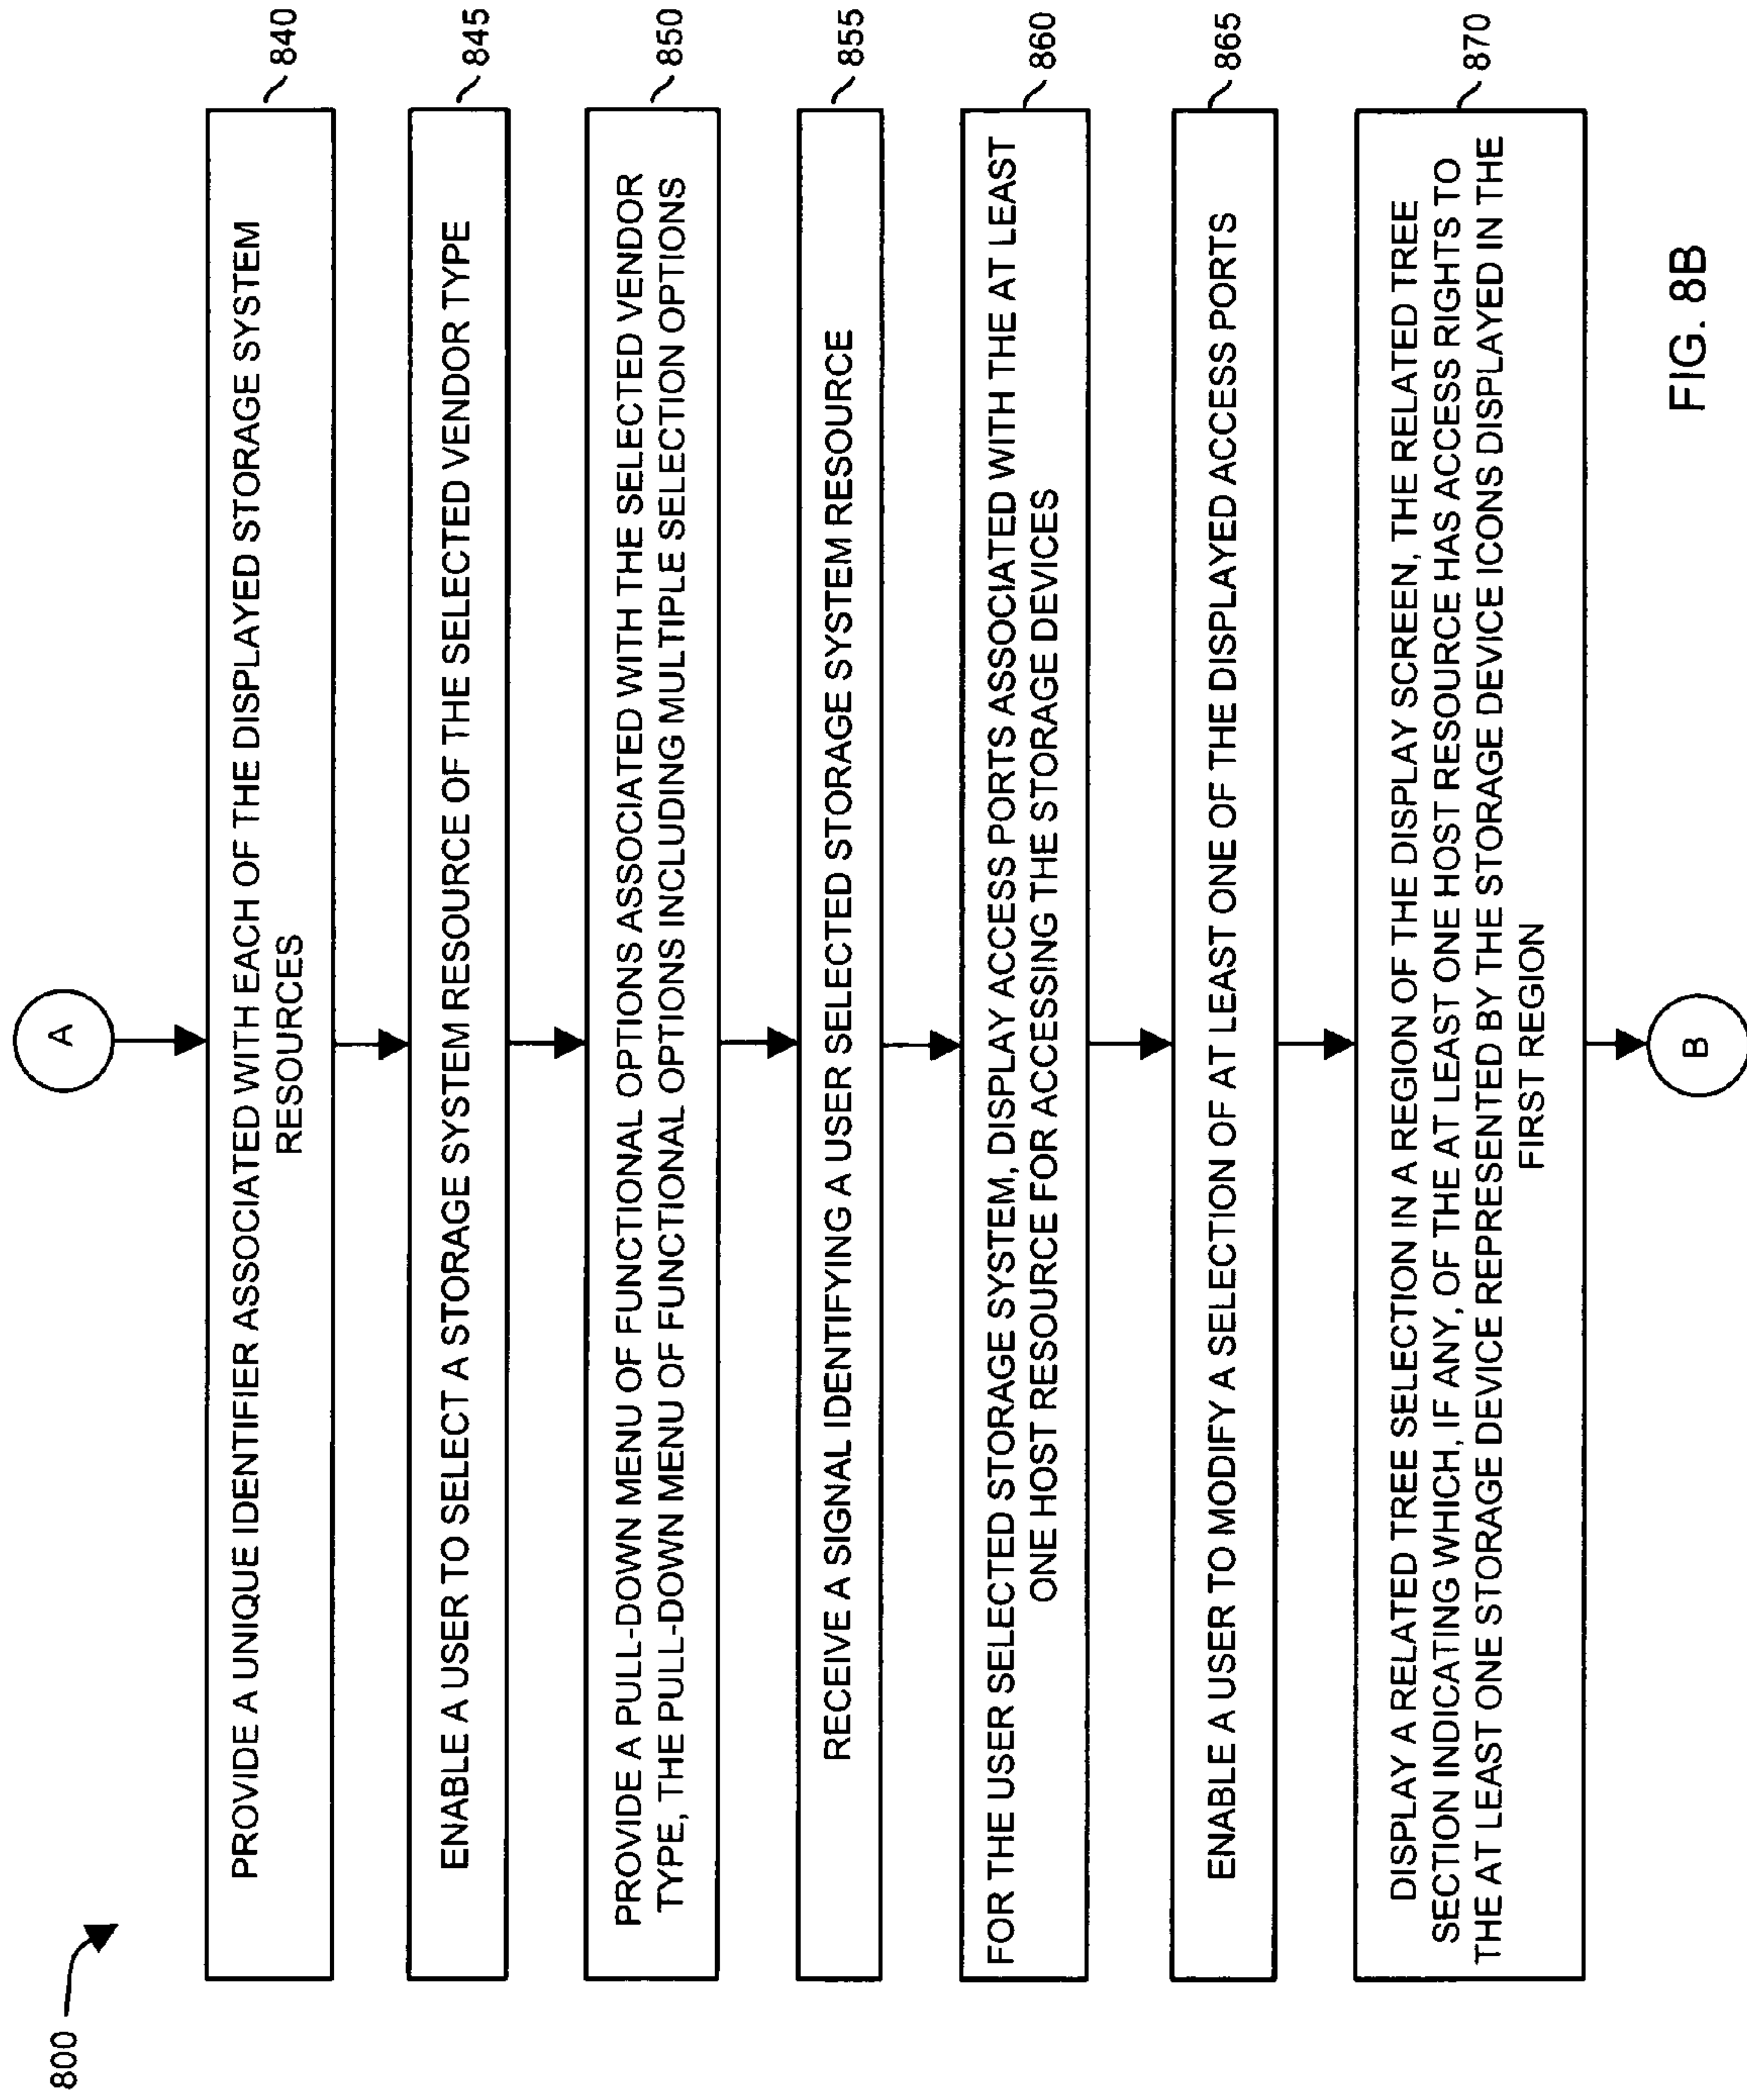 800
A
PROVIDE A UNIQUE IDENTIFIER ASSOCIATED WITH EACH OF THE DISPLAYED STORAGE SYSTEM
RESOURCES
840
ENABLE A USER TO SELECT A STORAGE SYSTEM RESOURCE OF THE SELECTED VENDOR TYPE
845
PROVIDE A PULL-DOWN MENU OF FUNCTIONAL OPTIONS ASSOCIATED WITH THE SELECTED VENDOR
TYPE, THE PULL-DOWN MENU OF FUNCTIONAL OPTIONS INCLUDING MULTIPLE SELECTION OPTIONS
850
RECEIVE A SIGNAL IDENTIFYING A USER SELECTED STORAGE SYSTEM RESOURCE
855
FOR THE USER SELECTED STORAGE SYSTEM, DISPLAY ACCESS PORTS ASSOCIATED WITH THE AT LEAST
ONE HOST RESOURCE FOR ACCESSING THE STORAGE DEVICES
860
ENABLE A USER TO MODIFY A SELECTION OF AT LEAST ONE OF THE DISPLAYED ACCESS PORTS
865
DISPLAY A RELATED TREE SELECTION IN A REGION OF THE DISPLAY SCREEN, THE RELATED TREE
SECTION INDICATING WHICH, IF ANY, OF THE AT LEAST ONE HOST RESOURCE HAS ACCESS RIGHTS TO
THE AT LEAST ONE STORAGE DEVICE REPRESENTED BY THE STORAGE DEVICE ICONS DISPLAYED IN THE
FIRST REGION
870
B
FIG. 8B